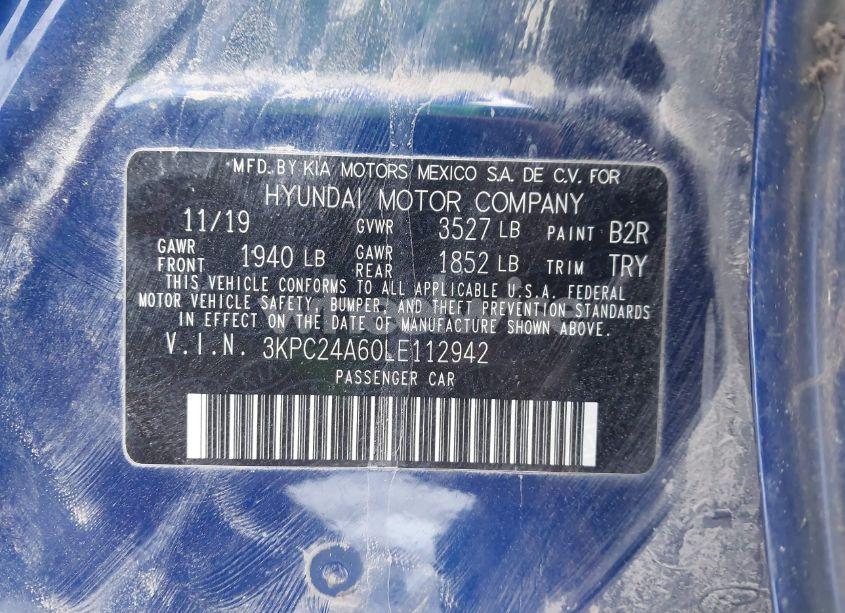 MFD. BY KIA MOTORS MEXICO S.A. DE C.V. FOR
HYUNDAI MOTOR COMPANY
11/19 GVWR 3527 LB PAINT B2R
GAWR FRONT 1940 LB GAWR REAR 1852 LB TRIM TRY
THIS VEHICLE CONFORMS TO ALL APPLICABLE U.S.A. FEDERAL
MOTOR VEHICLE SAFETY, BUMPER, AND THEFT PREVENTION STANDARDS
IN EFFECT ON THE DATE OF MANUFACTURE SHOWN ABOVE.
V.I.N. 3KPC24A60LE112942
PASSENGER CAR